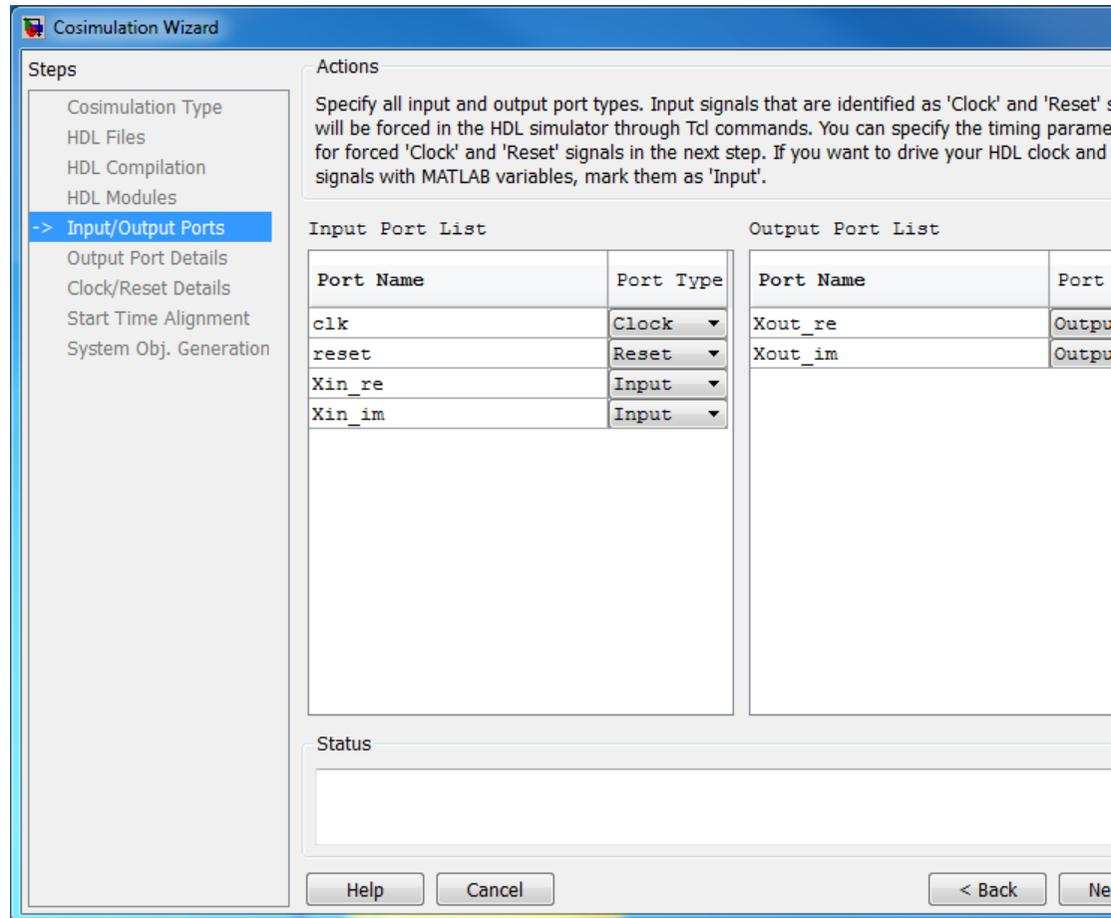 Cosimulation Wizard
Steps
Cosimulation Type
HDL Files
HDL Compilation
HDL Modules
-> Input/Output Ports
Output Port Details
Clock/Reset Details
Start Time Alignment
System Obj. Generation
Actions
Specify all input and output port types. Input signals that are identified as 'Clock' and 'Reset'
will be forced in the HDL simulator through Tcl commands. You can specify the timing
for forced 'Clock' and 'Reset' signals in the next step. If you want to drive your HDL clock and
signals with MATLAB variables, mark them as 'Input'.
Input Port List
Port Name Port Type
clk Clock
reset Reset
Xin_re Input
Xin_im Input
Output Port List
Port Name Port
Xout_re
Xout_im
Status
Help Cancel < Back